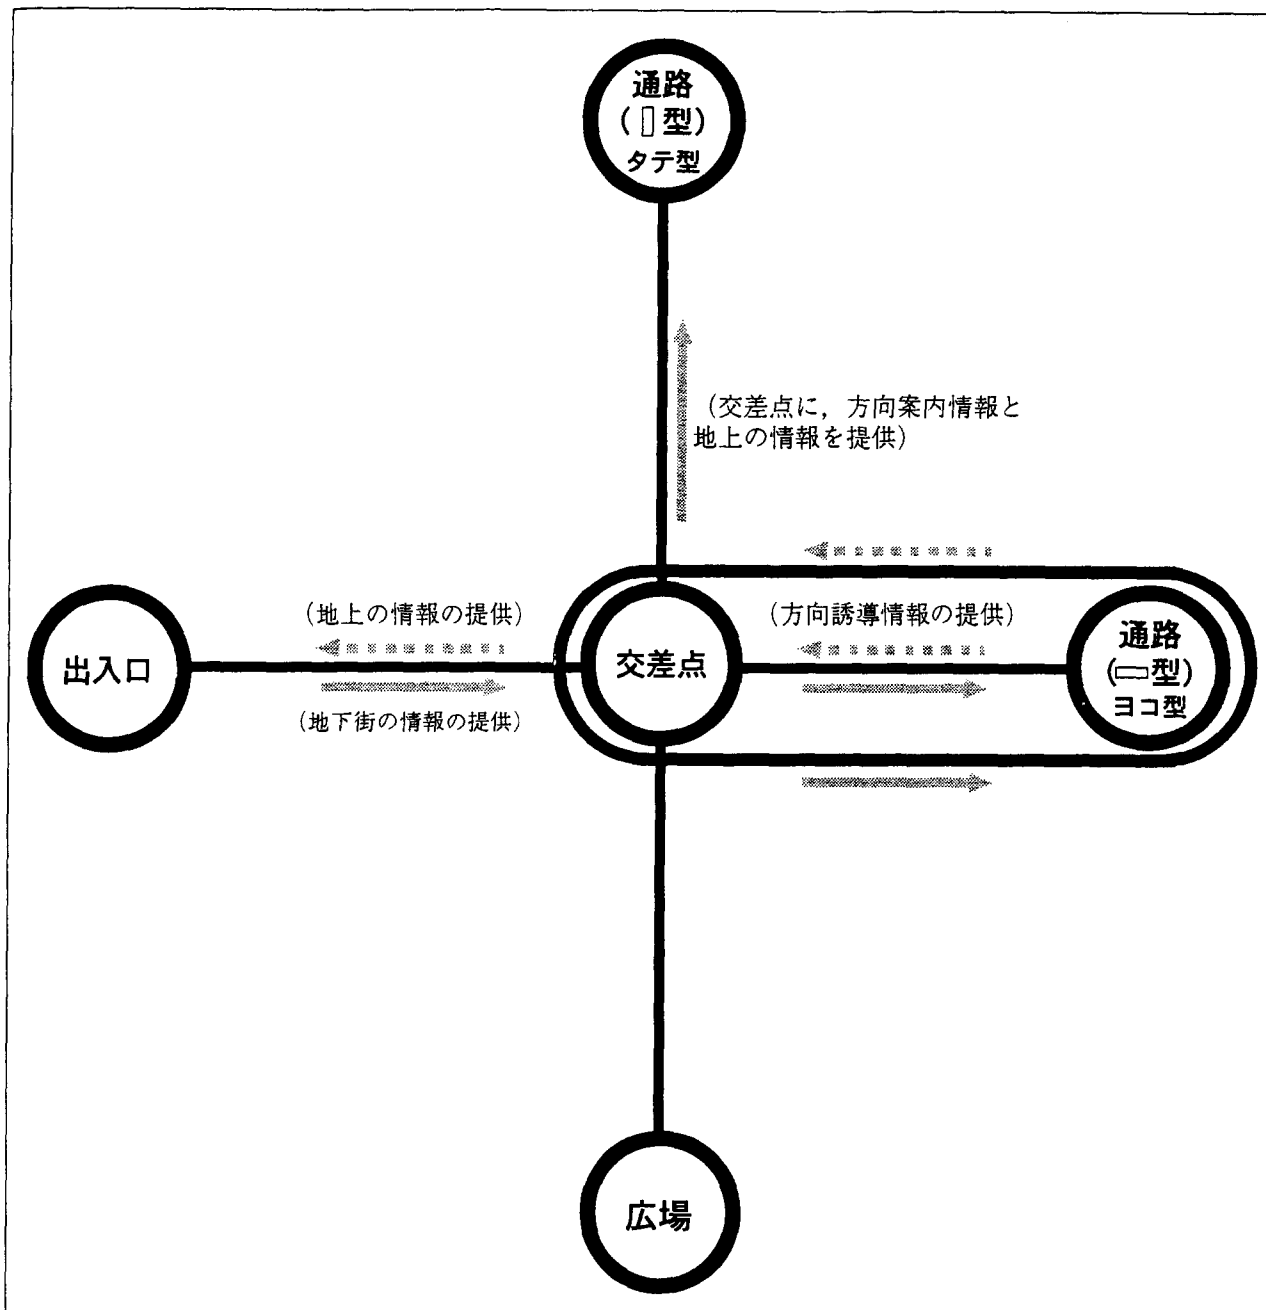 通路
(▯型)
タテ型
(交差点に，方向案内情報と
地上の情報を提供)
(地上の情報の提供)
(方向誘導情報の提供)
出入口
交差点
通路
(▭型)
ヨコ型
(地下街の情報の提供)
広場